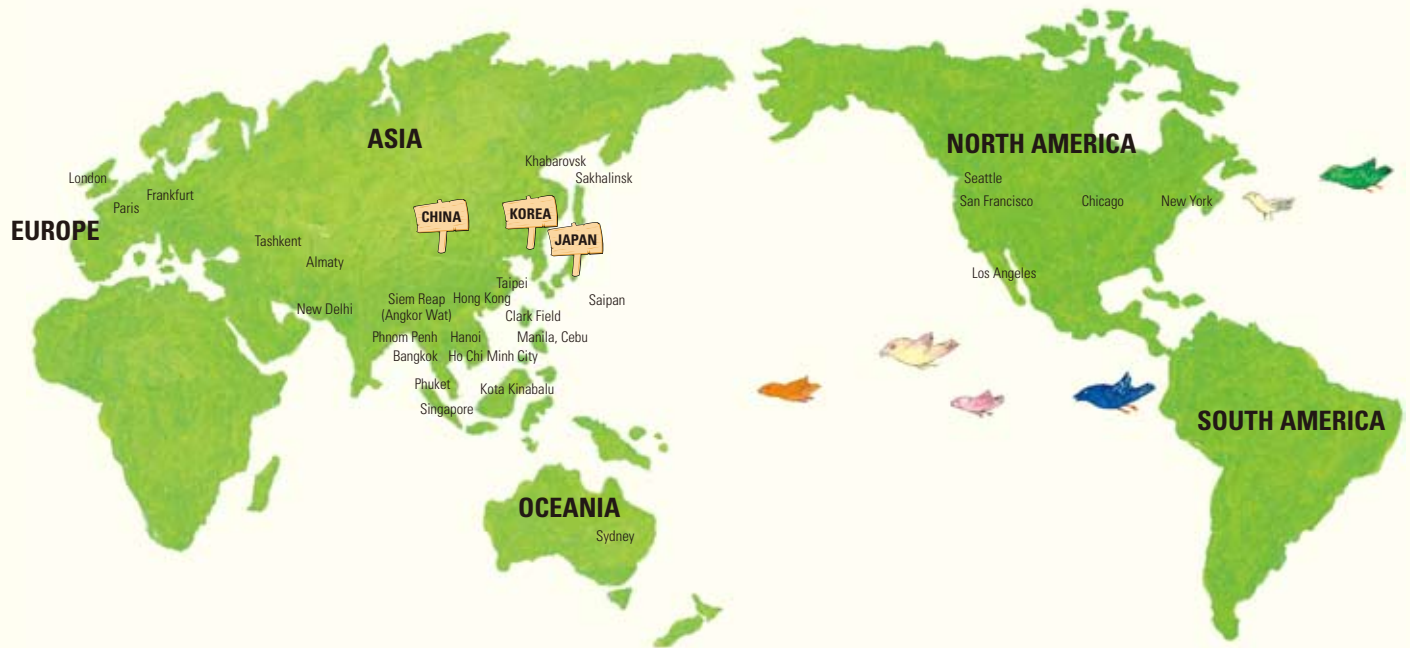 ASIA
NORTH AMERICA
Khabarovsk
Sakhalinsk
London
Seattle
Frankfurt
Paris
San Francisco
Chicago
New York
CHINA
KOREA
JAPAN
EUROPE
Tashkent
Almaty
Los Angeles
Taipei
New Delhi
Siem Reap
(Angkor Wat)
Hong Kong
Saipan
Clark Field
Phnom Penh
Hanoi
Manila, Cebu
Bangkok
Ho Chi Minh City
Phuket
Kota Kinabalu
Singapore
SOUTH AMERICA
OCEANIA
Sydney